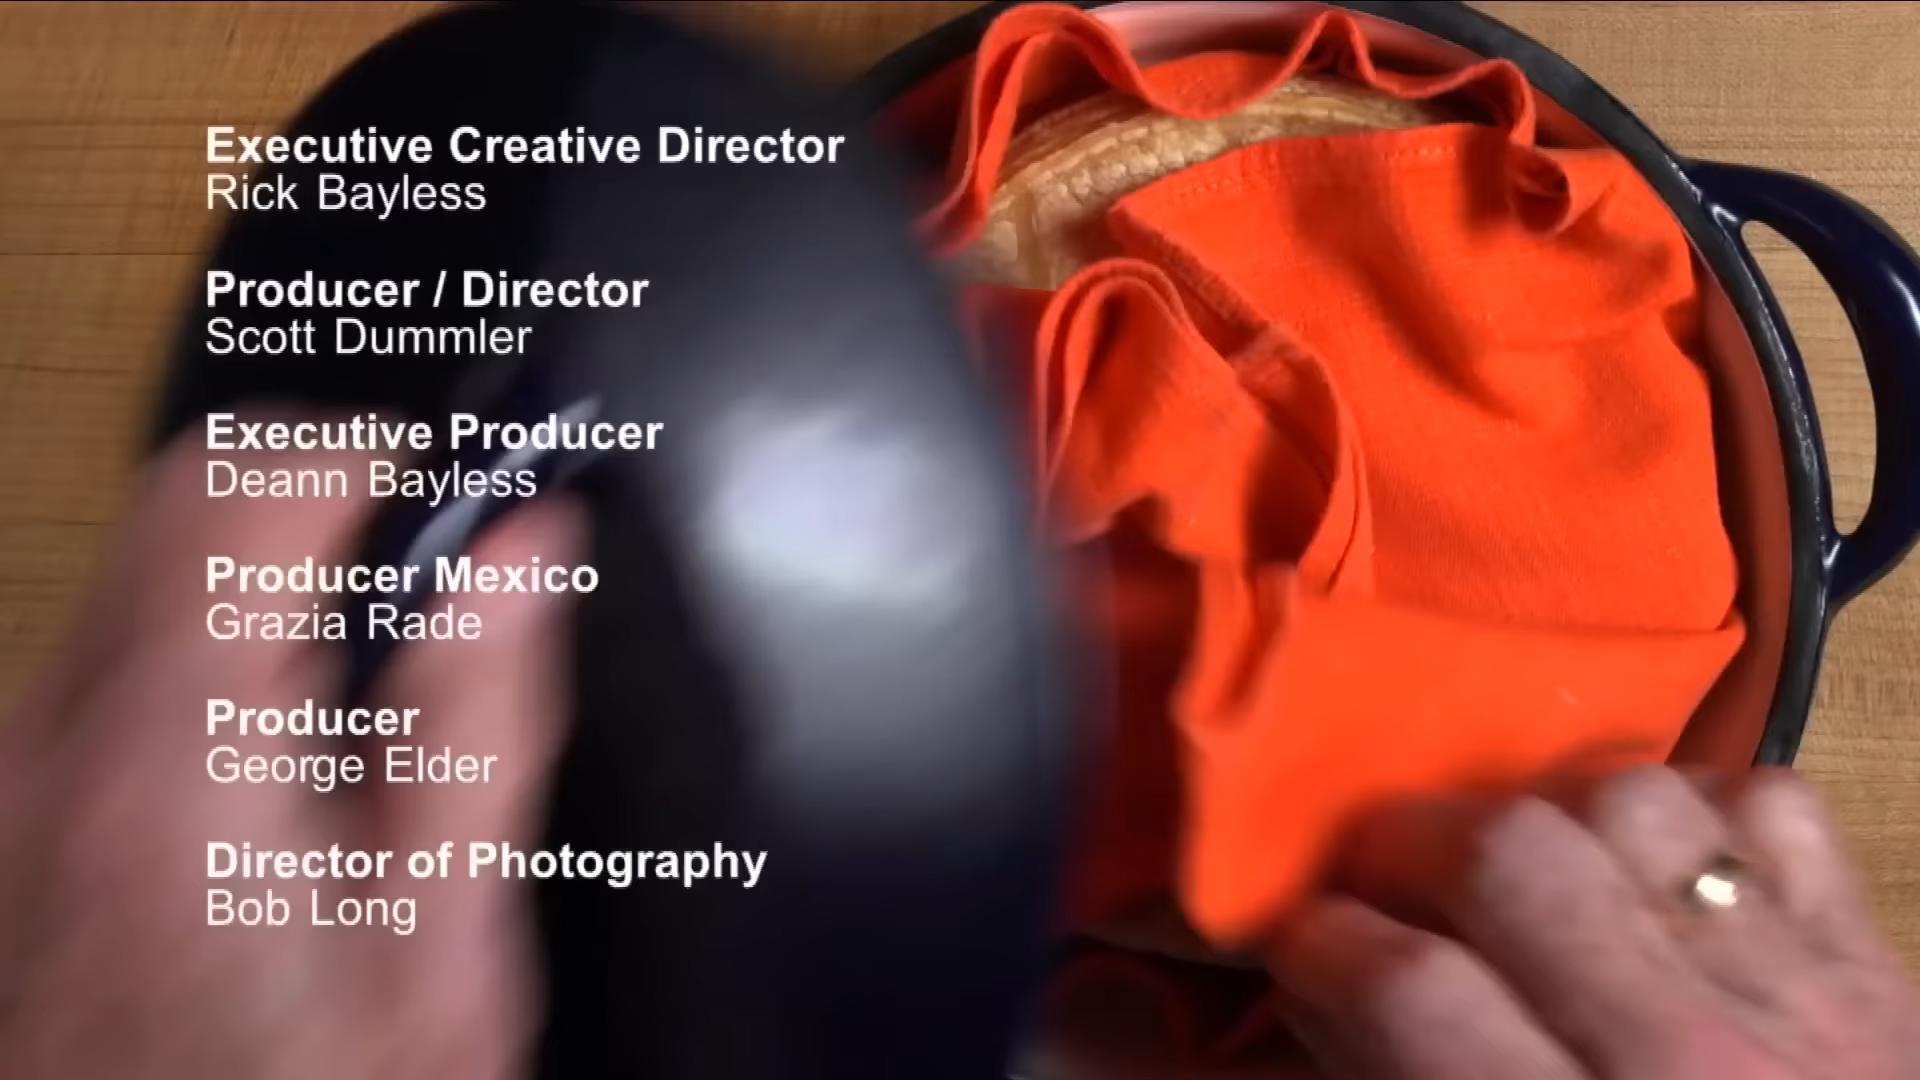 Executive Creative Director
Rick Bayless
Producer / Director
Scott Dummler
Executive Producer
Deann Bayless
Producer Mexico
Grazia Rade
Producer
George Elder
Director of Photography
Bob Long